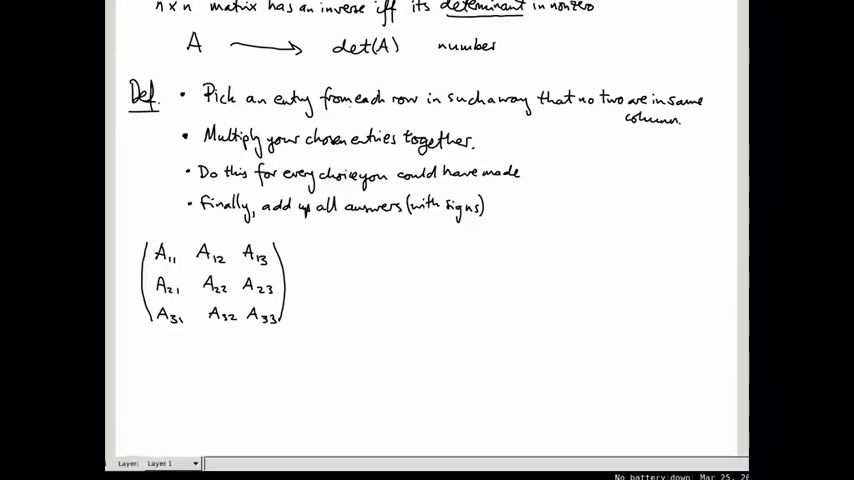 n × n matrix has an inverse iff its determinant in nonzero
A → det(A) number
Def. • Pick an entry from each row in such a way that no two are in same
column.
• Multiply your chosen entries together.
• Do this for every choice you could have made
• Finally, add up all answers (with signs)
A11 A12 A13
A21 A22 A23
A31 A32 A33
Layer: Layer 1
No battery down Mar 25, 20